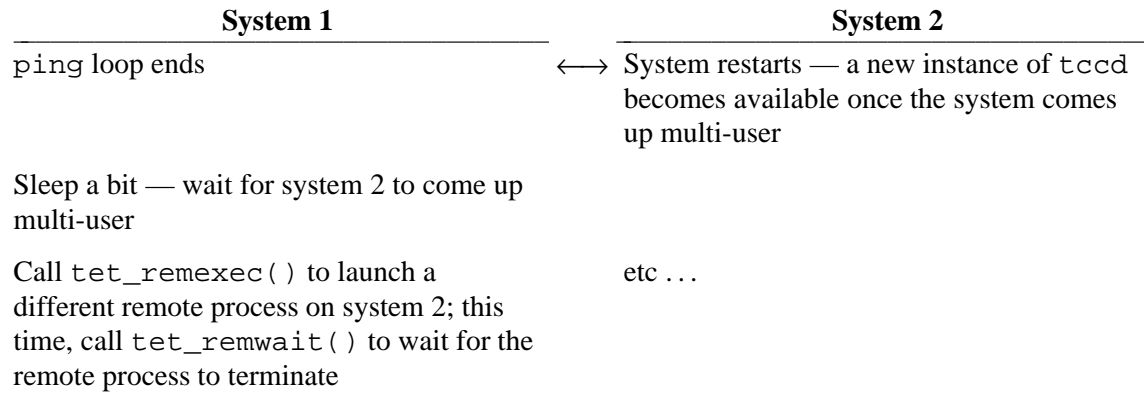 System 1 System 2
ping loop ends ←→ System restarts — a new instance of tccd
becomes available once the system comes
up multi-user
Sleep a bit — wait for system 2 to come up
multi-user
Call tet_remexec() to launch a
different remote process on system 2; this
time, call tet_remwait() to wait for the
remote process to terminate
etc . . .